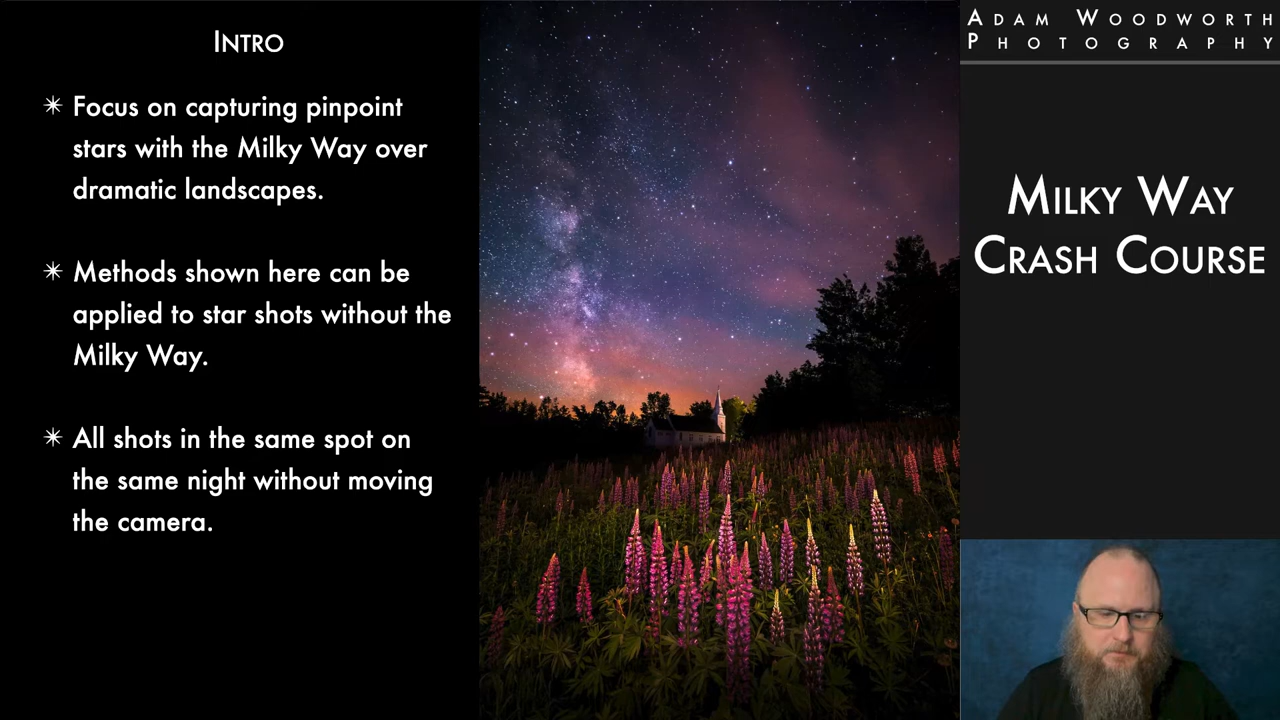 Intro
✴ Focus on capturing pinpoint
stars with the Milky Way over
dramatic landscapes.
✴ Methods shown here can be
applied to star shots without the
Milky Way.
✴ All shots in the same spot on
the same night without moving
the camera.
Adam Woodworth
Photography
Milky Way
Crash Course